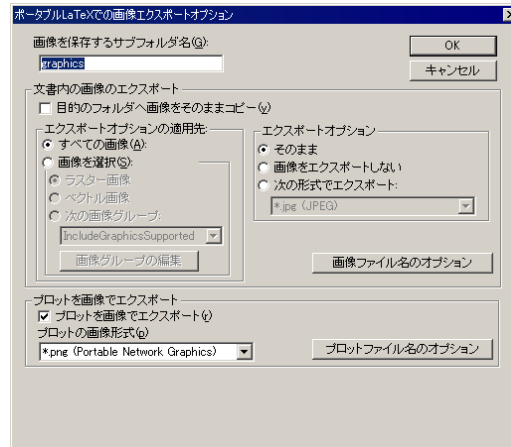 ポータブルLaTeXでの画像エクスポートオプション
画像を保存するサブフォルダ名(G):
graphics
OK
キャンセル
文書内の画像のエクスポート
目的のフォルダへ画像をそのままコピー(v)
エクスポートオプションの適用先:
すべての画像(A):
画像を選択(S):
ラスター画像
ベクトル画像
次の画像グループ:
IncludeGraphicsSupported
画像グループの編集
エクスポートオプション
そのまま
画像をエクスポートしない
次の形式でエクスポート:
*.jpg (JPEG)
画像ファイル名のオプション
プロットを画像でエクスポート
プロットを画像でエクスポート(r)
プロットの画像形式(o)
*.png (Portable Network Graphics)
プロットファイル名のオプション